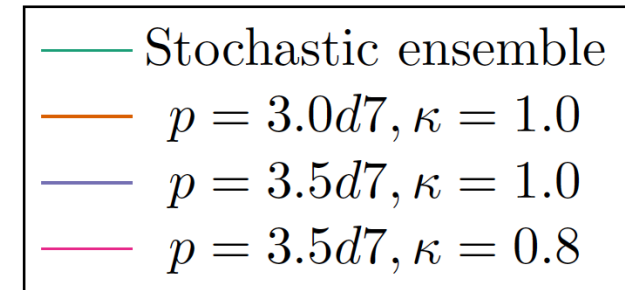 Stochastic ensemble
p = 3.0d7, κ = 1.0
p = 3.5d7, κ = 1.0
p = 3.5d7, κ = 0.8